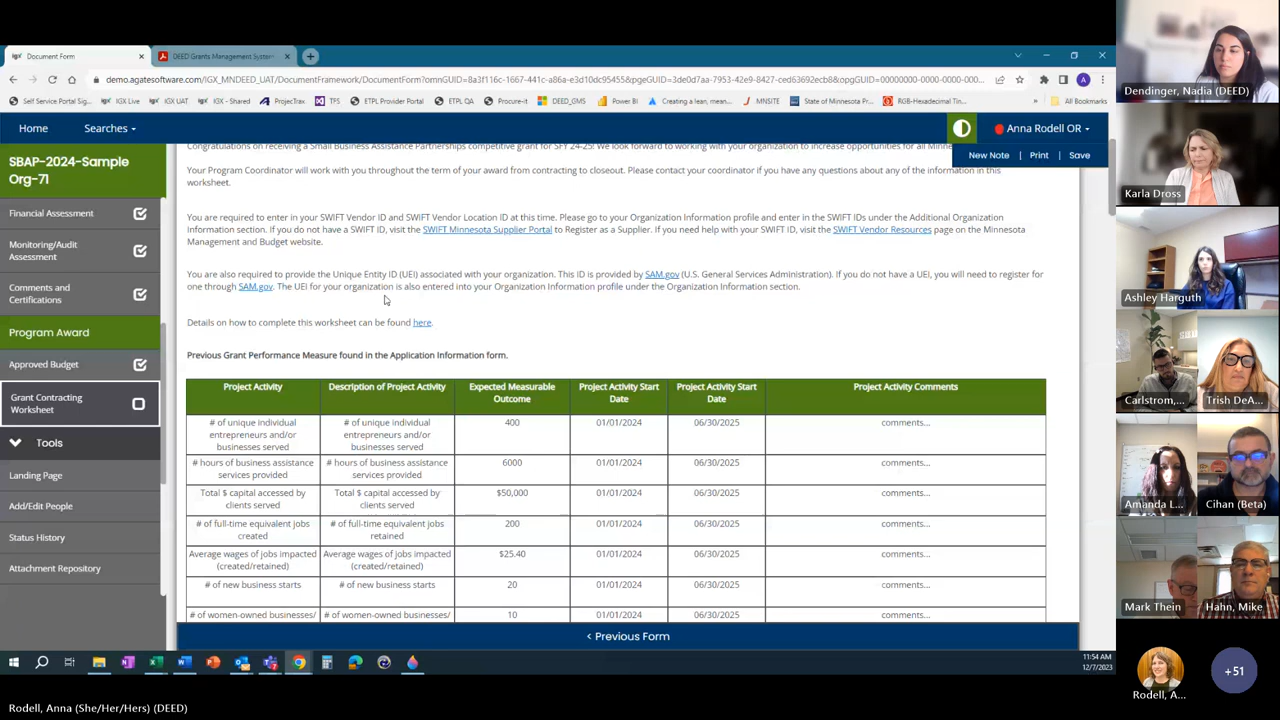 Document Form
DEED Grants Management System
demo.agatesoftware.com/IGX_MNDEED_UAT/DocumentFramework/DocumentForm?omnGUID=8a3f116c-1667-441c-a86a-e3d10dc95455&pgeGUID=3de0d7aa-7953-42e9-8427-ced63692ecb8&opgGUID=00000000-0000-0000-000...
Self Service Portal Sig... IGX Live IGX UAT IGX - Shared ProjecTrax TPS ETPL Provider Portal ETPL QA Procure-it DEED_GMS Power BI Creating a lean, mean... MNSITE State of Minnesota Pr... RGB-Hexadecimal Tin... » All Bookmarks
Home Searches Anna Rodell OR
New Note Print Save
SBAP-2024-Sample
Org-71
Financial Assessment
Monitoring/Audit
Assessment
Comments and
Certifications
Program Award
Approved Budget
Grant Contracting
Worksheet
Tools
Landing Page
Add/Edit People
Status History
Attachment Repository
Congratulations on receiving a Small Business Assistance Partnerships competitive grant for SFY 24-25! We look forward to working with your organization to increase opportunities for all Minne
Your Program Coordinator will work with you throughout the term of your award from contracting to closeout. Please contact your coordinator if you have any questions about any of the information in this
worksheet.
You are required to enter in your SWIFT Vendor ID and SWIFT Vendor Location ID at this time. Please go to your Organization Information profile and enter in the SWIFT IDs under the Additional Organization
Information section. If you do not have a SWIFT ID, visit the SWIFT Minnesota Supplier Portal to Register as a Supplier. If you need help with your SWIFT ID, visit the SWIFT Vendor Resources page on the Minnesota
Management and Budget website.
You are also required to provide the Unique Entity ID (UEI) associated with your organization. This ID is provided by SAM.gov (U.S. General Services Administration). If you do not have a UEI, you will need to register for
one through SAM.gov. The UEI for your organization is also entered into your Organization Information profile under the Organization Information section.
Details on how to complete this worksheet can be found here.
Previous Grant Performance Measure found in the Application Information form.
Project Activity Description of Project Activity Expected Measurable Outcome Project Activity Start Date Project Activity Start Date Project Activity Comments
# of unique individual entrepreneurs and/or businesses served # of unique individual entrepreneurs and/or businesses served 400 01/01/2024 06/30/2025 comments...
# hours of business assistance services provided # hours of business assistance services provided 6000 01/01/2024 06/30/2025 comments...
Total $ capital accessed by clients served Total $ capital accessed by clients served $50,000 01/01/2024 06/30/2025 comments...
# of full-time equivalent jobs created # of full-time equivalent jobs retained 200 01/01/2024 06/30/2025 comments...
Average wages of jobs impacted (created/retained) Average wages of jobs impacted (created/retained) $25.40 01/01/2024 06/30/2025 comments...
# of new business starts # of new business starts 20 01/01/2024 06/30/2025 comments...
# of women-owned businesses/ # of women-owned businesses/ 10 01/01/2024 06/30/2025 comments...
< Previous Form
11:54 AM
12/7/2023
Dendinger, Nadia (DEED)
Karla Dross
Ashley Harguth
Carlstrom,... Trish DeA...
Amanda L... Cihan (Beta)
Mark Thein Hahn, Mike
Rodell, A... +51
Rodell, Anna (She/Her/Hers) (DEED)